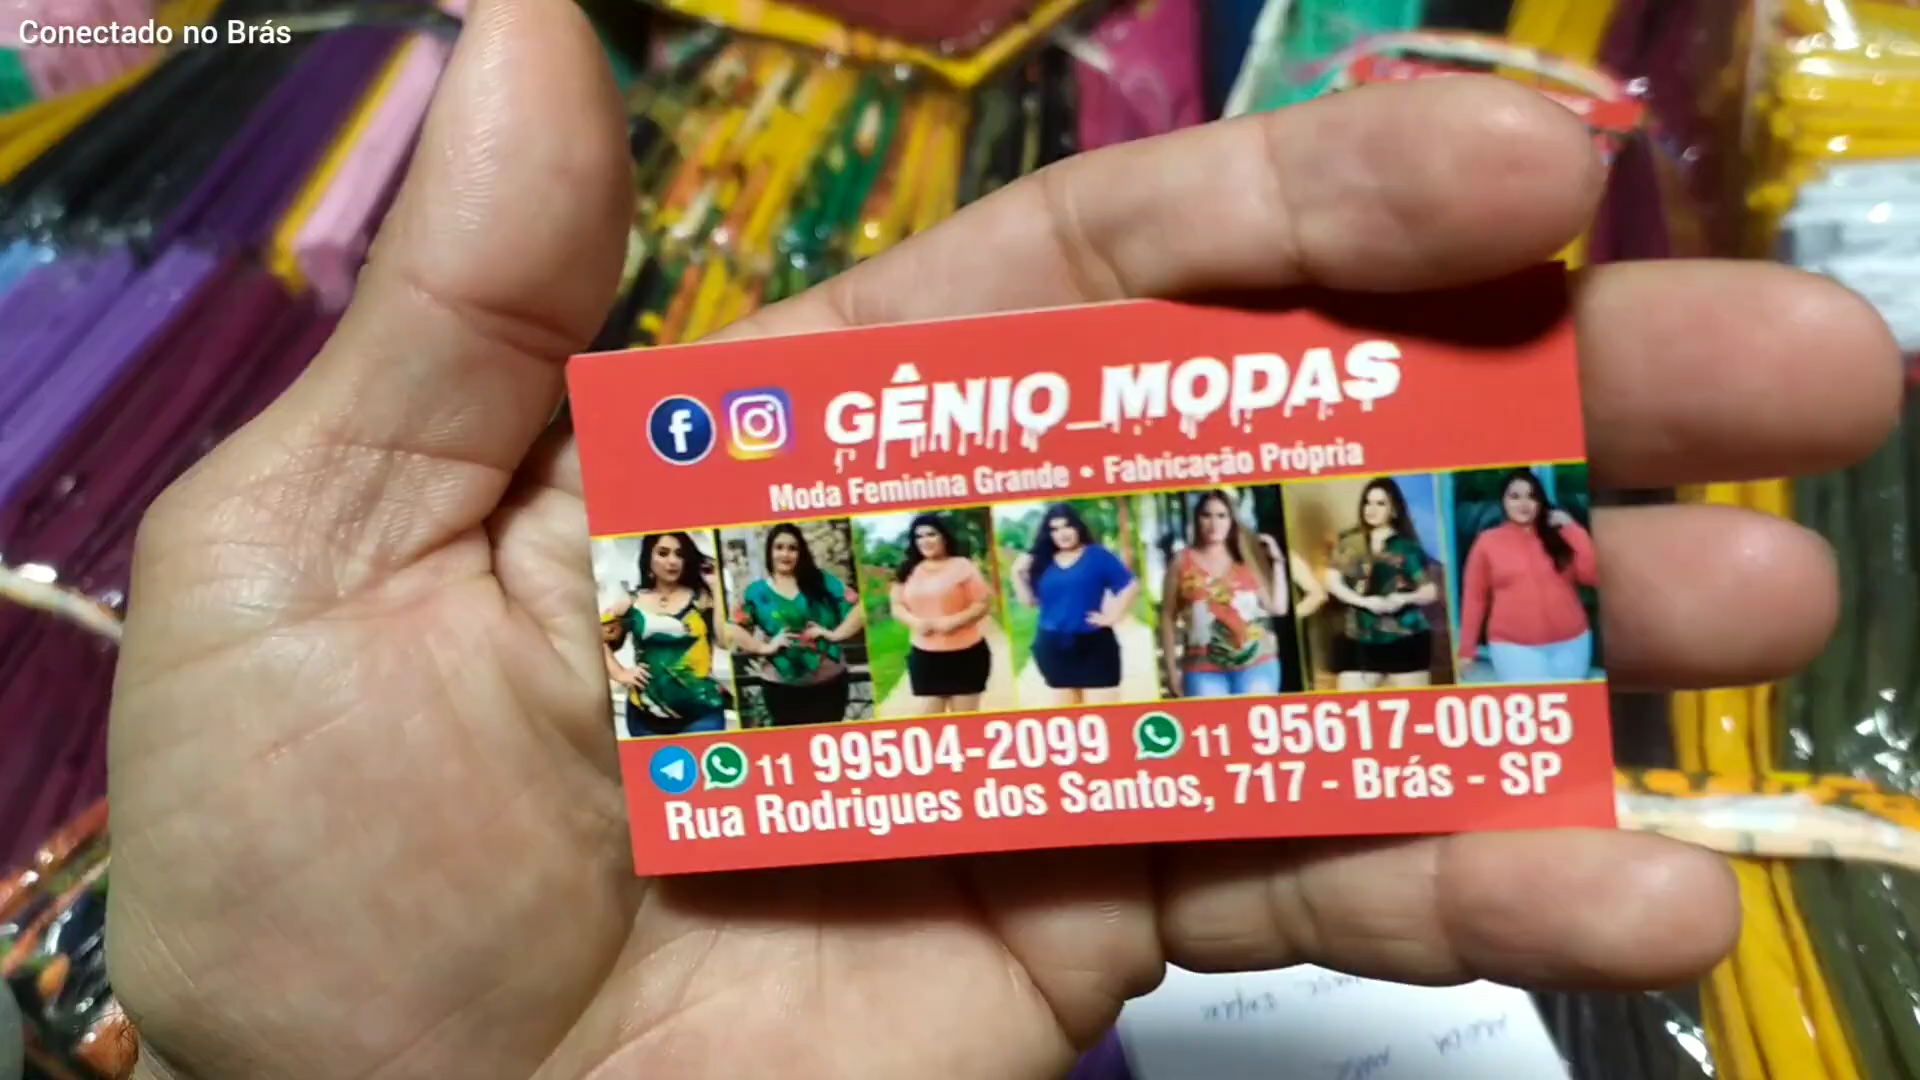 Conectado no Brás
GÊNIO_MODAS
Moda Feminina Grande • Fabricação Própria
11 99504-2099 11 95617-0085
Rua Rodrigues dos Santos, 717 - Brás - SP